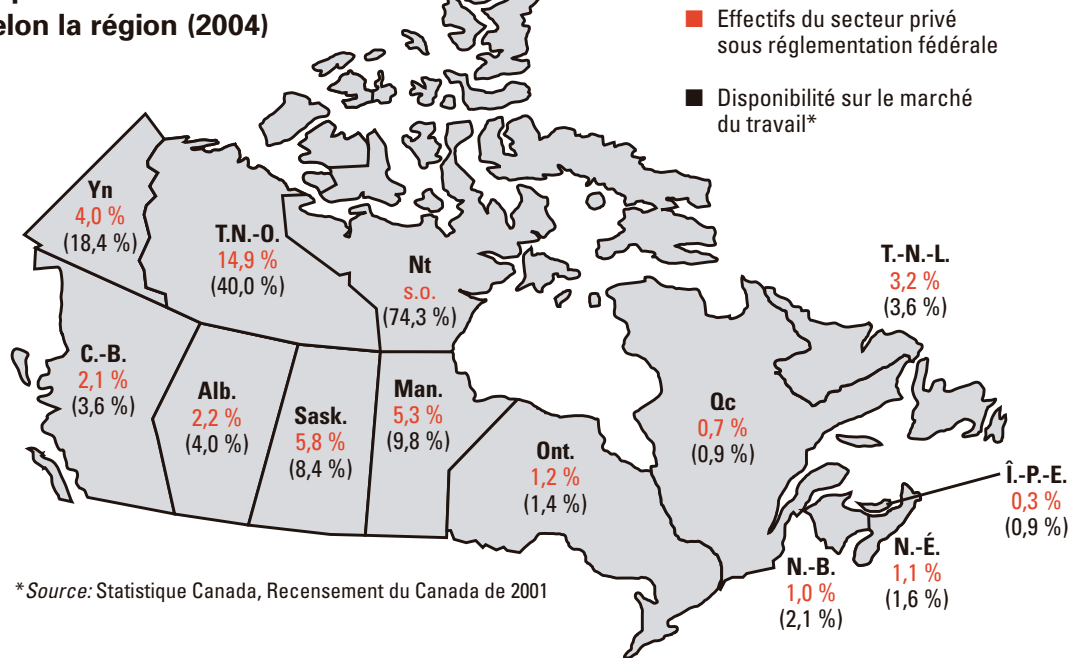 selon la région (2004)
Effectifs du secteur privé
sous réglementation fédérale
Disponibilité sur le marché
du travail*
Yn
4,0 %
(18,4 %)
T.N.-O.
14,9 %
(40,0 %)
Nt
s.o.
(74,3 %)
T.-N.-L.
3,2 %
(3,6 %)
C.-B.
2,1 %
(3,6 %)
Alb.
2,2 %
(4,0 %)
Sask.
5,8 %
(8,4 %)
Man.
5,3 %
(9,8 %)
Ont.
1,2 %
(1,4 %)
Qc
0,7 %
(0,9 %)
Î.-P.-E.
0,3 %
(0,9 %)
N.-É.
1,1 %
(1,6 %)
N.-B.
1,0 %
(2,1 %)
*Source: Statistique Canada, Recensement du Canada de 2001